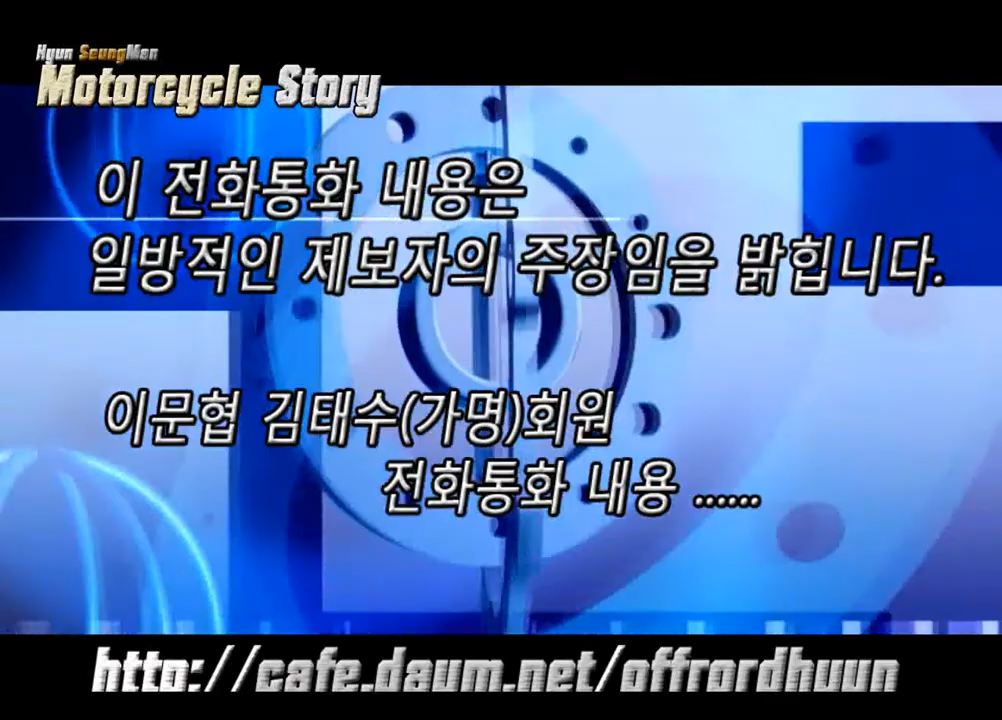 Hyun SeungMan
Motorcycle Story
이 전화통화 내용은
일방적인 제보자의 주장임을 밝힙니다.
이문협 김태수(가명)회원
전화통화 내용 ......
http://cafe.daum.net/offrordhyun